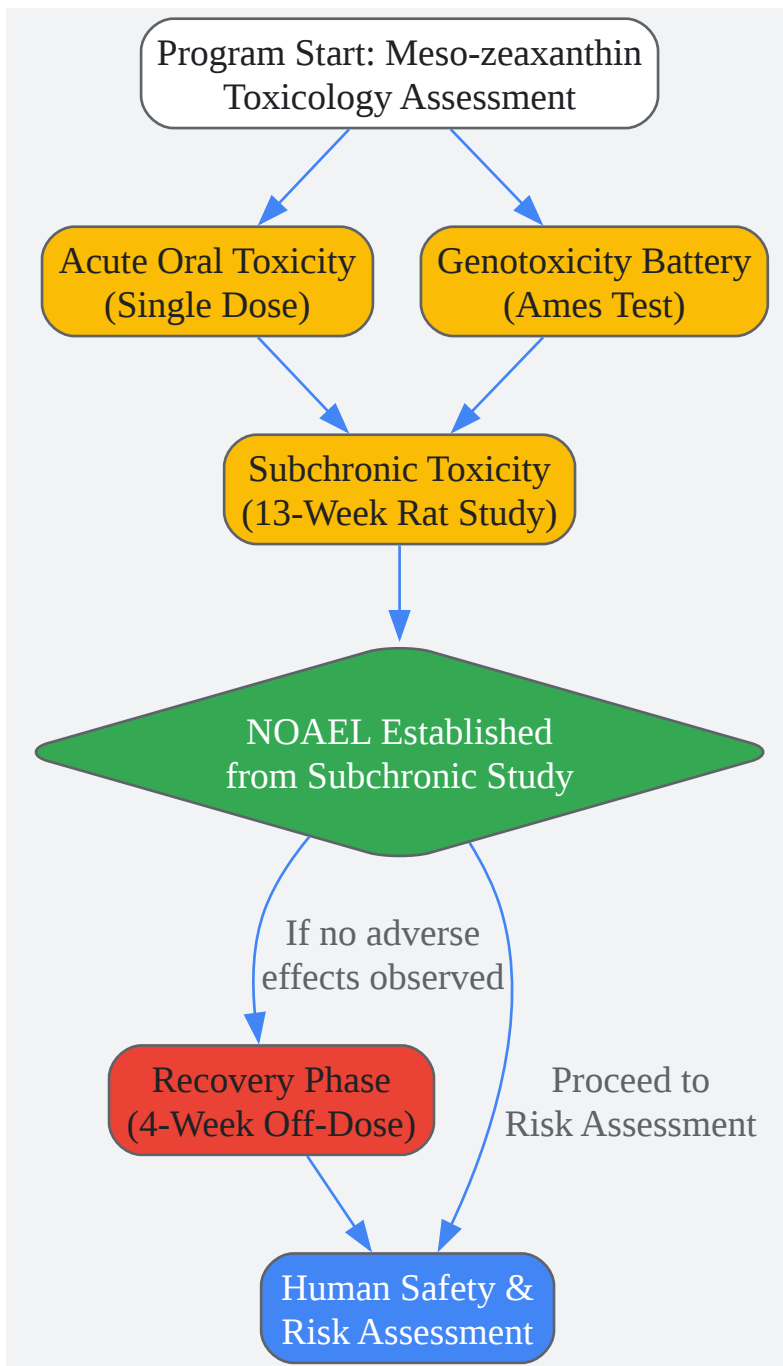 Program Start: Meso-zeaxanthin
Toxicology Assessment
Acute Oral Toxicity
(Single Dose)
Genotoxicity Battery
(Ames Test)
Subchronic Toxicity
(13-Week Rat Study)
NOAEL Established
from Subchronic Study
If no adverse
effects observed
Recovery Phase
(4-Week Off-Dose)
Proceed to
Risk Assessment
Human Safety &
Risk Assessment